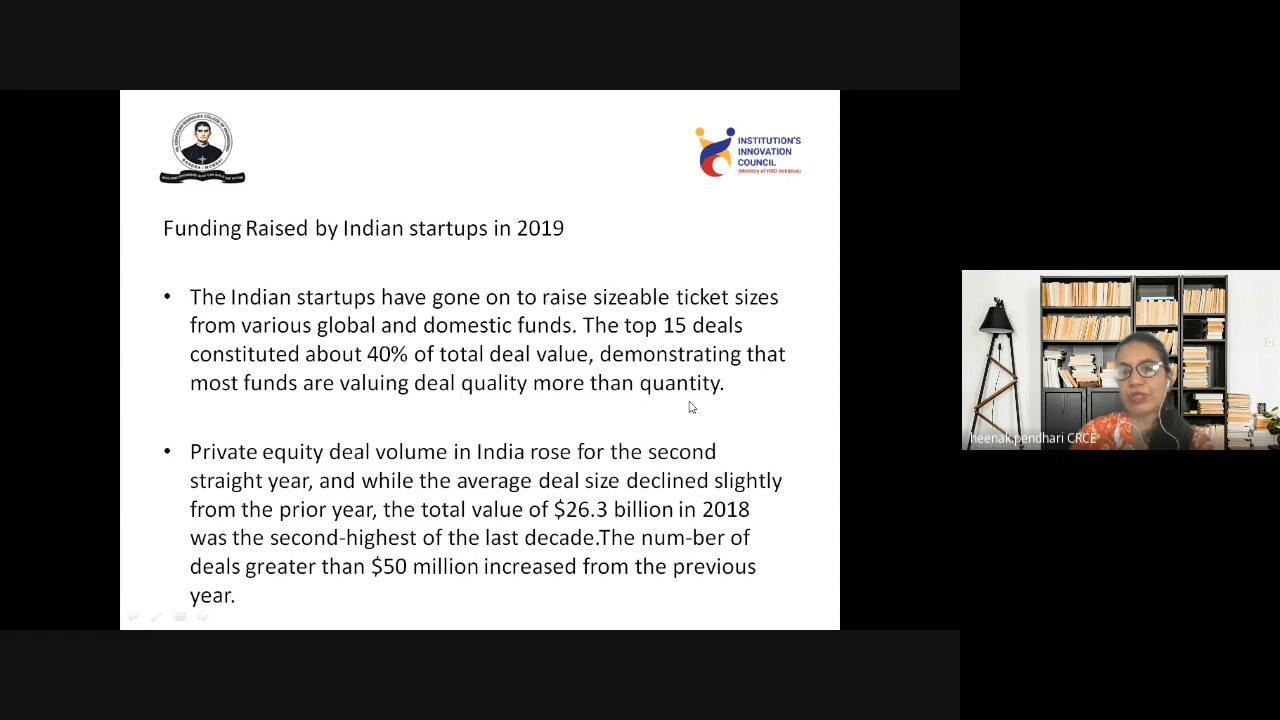 INSTITUTION'S
INNOVATION
COUNCIL
(Ministry of HRD Initiative)
Funding Raised by Indian startups in 2019
• The Indian startups have gone on to raise sizeable ticket sizes
from various global and domestic funds. The top 15 deals
constituted about 40% of total deal value, demonstrating that
most funds are valuing deal quality more than quantity.
• Private equity deal volume in India rose for the second
straight year, and while the average deal size declined slightly
from the prior year, the total value of $26.3 billion in 2018
was the second-highest of the last decade.The num-ber of
deals greater than $50 million increased from the previous
year.
heenak.pendhari CRCE